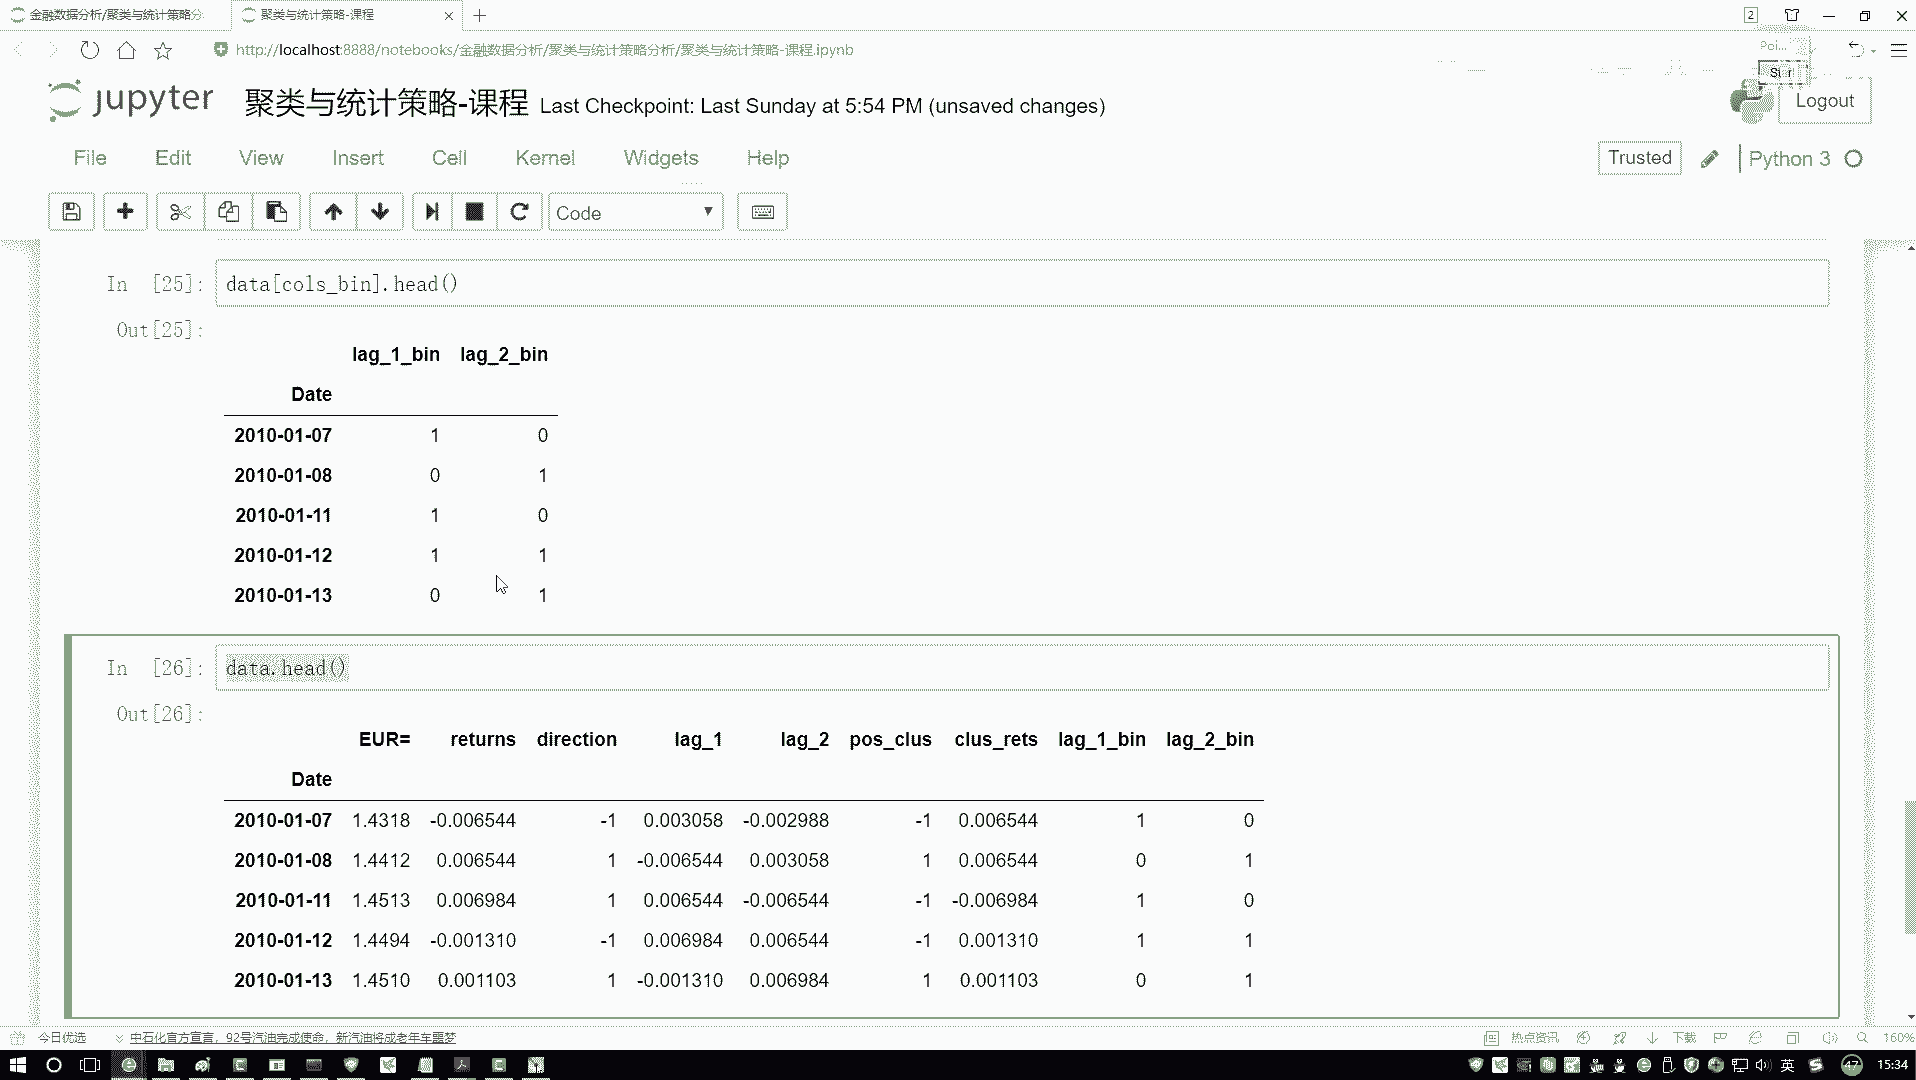 金融数据分析/聚类与统计策略分
聚类与统计策略-课程
2
http://localhost:8888/notebooks/金融数据分析/聚类与统计策略分析/聚类与统计策略-课程.ipynb
jupyter 聚类与统计策略-课程 Last Checkpoint: Last Sunday at 5:54 PM (unsaved changes)
Logout
File Edit View Insert Cell Kernel Widgets Help
Trusted Python 3
Code
In [25]: data[cols_bin].head()
Out[25]:
lag_1_bin lag_2_bin
Date
2010-01-07 1 0
2010-01-08 0 1
2010-01-11 1 0
2010-01-12 1 1
2010-01-13 0 1
In [26]: data.head()
Out[26]:
EUR= returns direction lag_1 lag_2 pos_clus clus_rets lag_1_bin lag_2_bin
Date
2010-01-07 1.4318 -0.006544 -1 0.003058 -0.002988 -1 0.006544 1 0
2010-01-08 1.4412 0.006544 1 -0.006544 0.003058 1 0.006544 0 1
2010-01-11 1.4513 0.006984 1 0.006544 -0.006544 -1 -0.006984 1 0
2010-01-12 1.4494 -0.001310 -1 0.006984 0.006544 -1 0.001310 1 1
2010-01-13 1.4510 0.001103 1 -0.001310 0.006984 1 0.001103 0 1
今日优选 中石化官方宣言，92号汽油完成使命，新汽油将成老年车噩梦
热点资讯 下载 160%
英 47 15:34